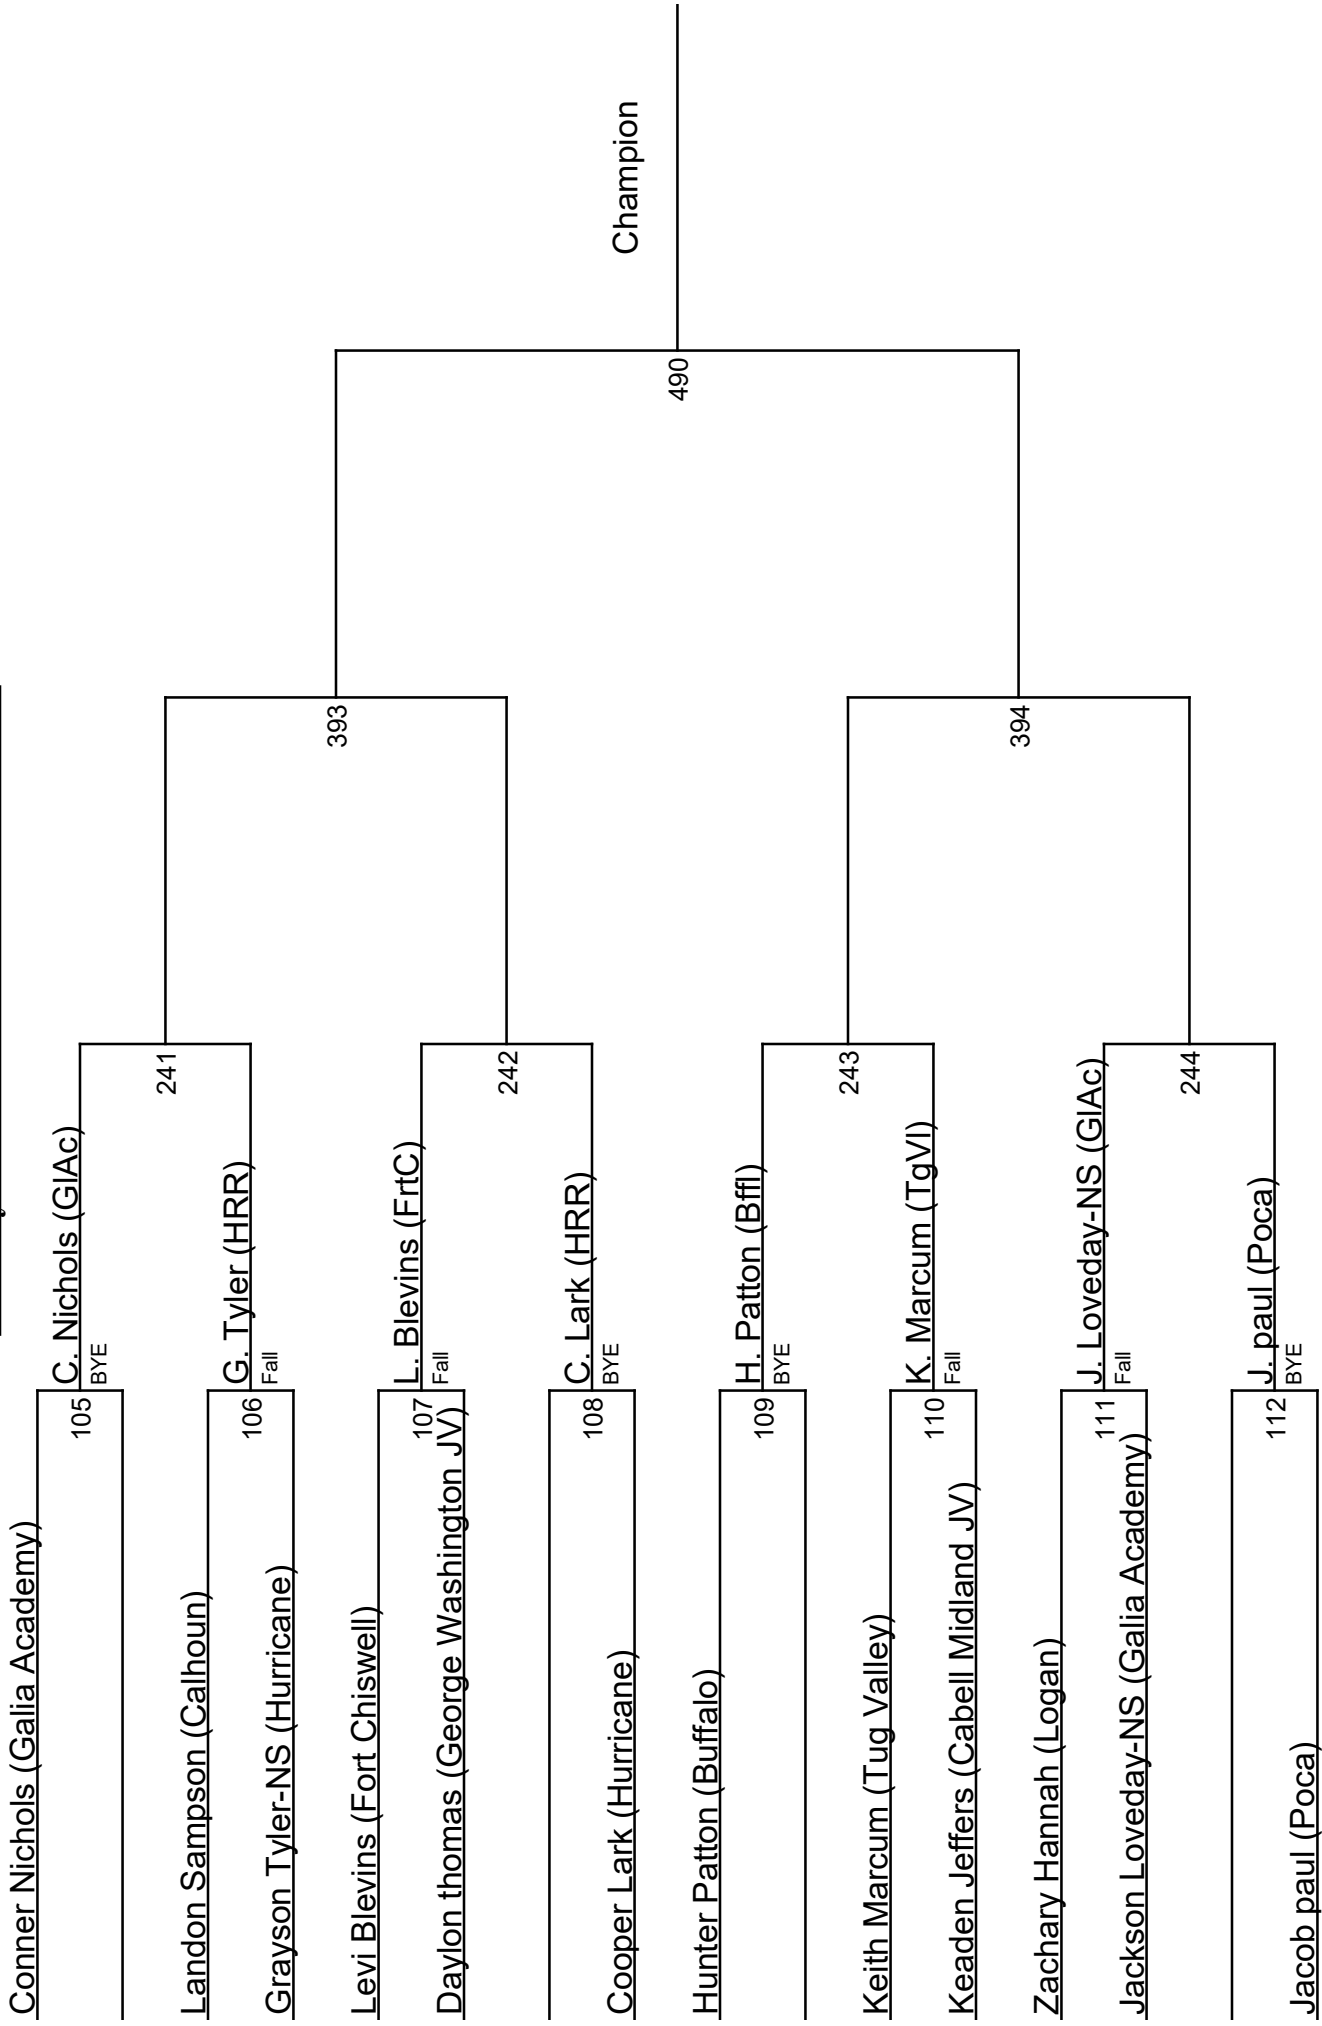 Conner Nichols (Galia Academy)
105
C. Nichols (GlAc)
BYE
Landon Sampson (Calhoun)
106
Grayson Tyler-NS (Hurricane)
G. Tyler (HRR)
Fall
241
Levi Blevins (Fort Chiswell)
107
Daylon thomas (George Washington JV)
L. Blevins (FrtC)
Fall
108
Cooper Lark (Hurricane)
C. Lark (HRR)
BYE
242
393
Hunter Patton (Buffalo)
109
H. Patton (Bffl)
BYE
Keith Marcum (Tug Valley)
110
Keaden Jeffers (Cabell Midland JV)
K. Marcum (TgVl)
Fall
243
Zachary Hannah (Logan)
111
Jackson Loveday-NS (Galia Academy)
J. Loveday-NS (GlAc)
Fall
112
Jacob paul (Poca)
J. paul (Poca)
BYE
244
394
490
Champion